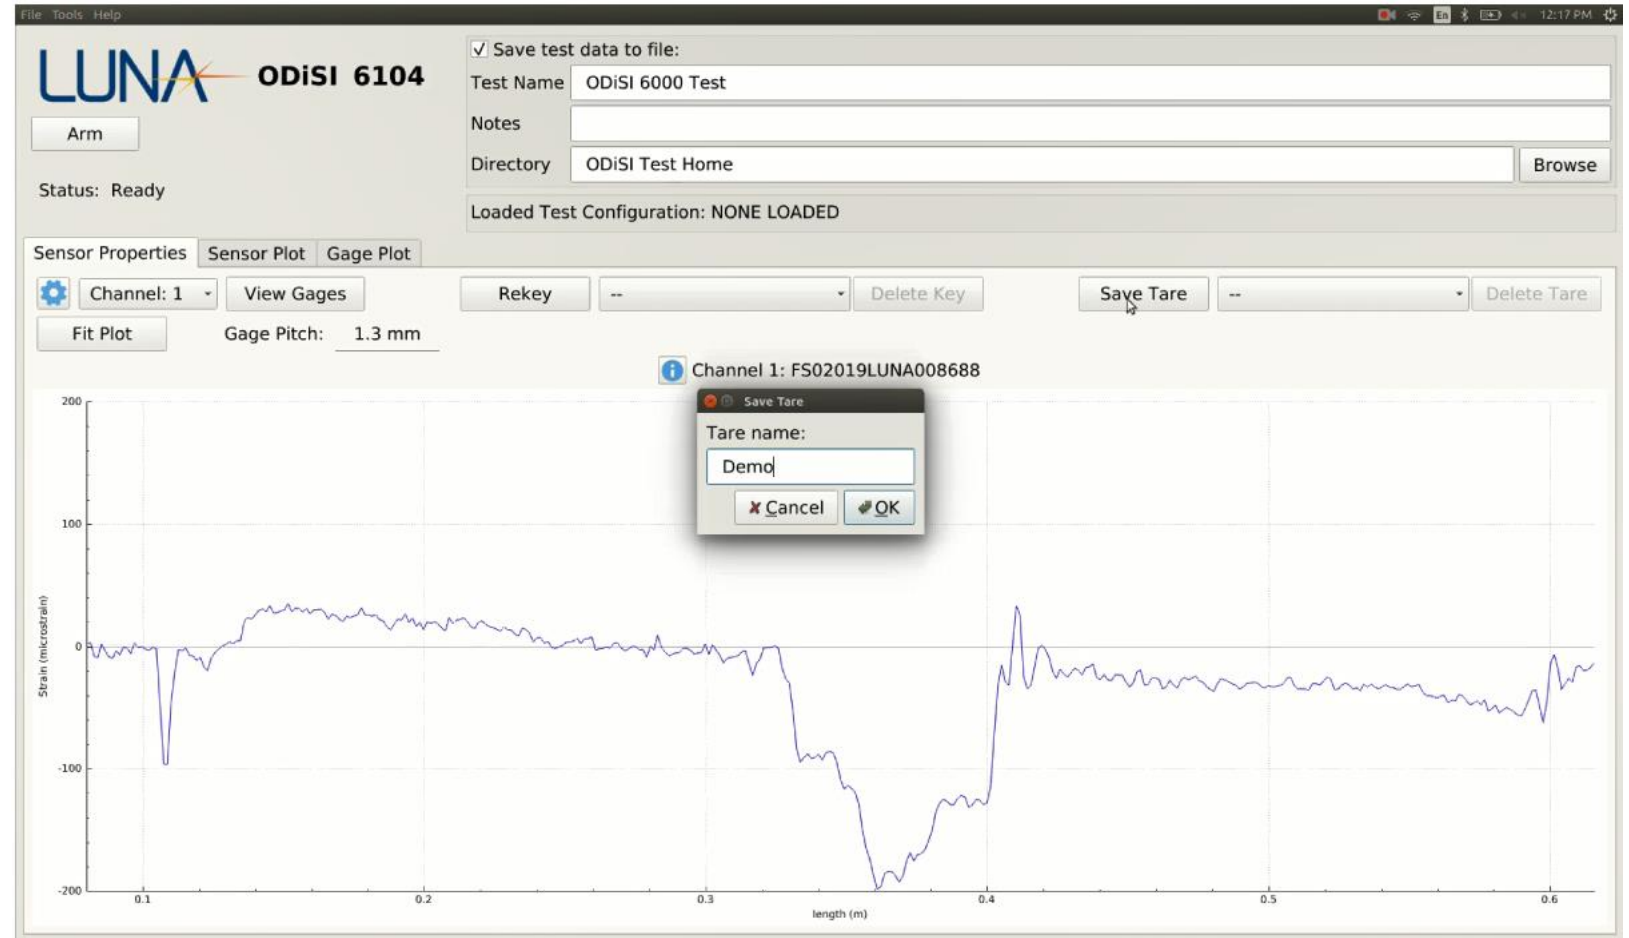 File Tools Help
En 12:17 PM
LUNA ODiSI 6104
Save test data to file:
Test Name ODiSI 6000 Test
Arm
Notes
Directory ODiSI Test Home Browse
Status: Ready
Loaded Test Configuration: NONE LOADED
Sensor Properties Sensor Plot Gage Plot
Channel: 1 View Gages Rekey -- Delete Key Save Tare -- Delete Tare
Fit Plot Gage Pitch: 1.3 mm
Channel 1: FS02019LUNA008688
Save Tare
Tare name:
Demo
Cancel OK
200
100
0
-100
-200
Strain (microstrain)
0.1 0.2 0.3 0.4 0.5 0.6
length (m)